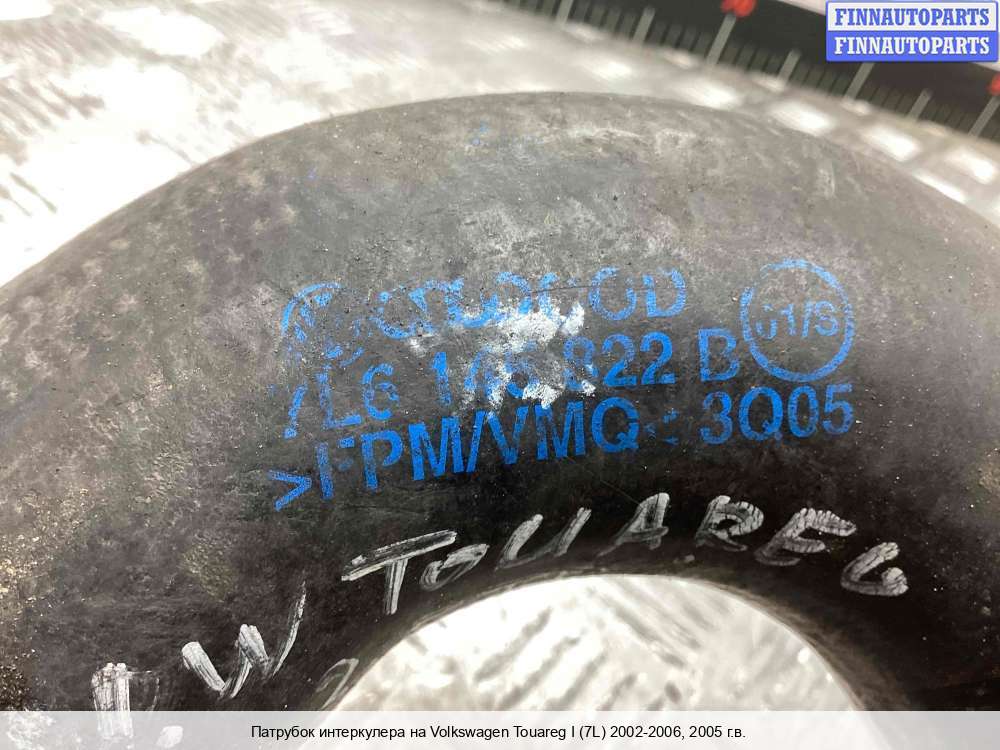 FINNAUTOPARTS
FINNAUTOPARTS
01/S
7L6 145 822 B
>FPM/VMQ< 3Q05
VW TOUAREG
Патрубок интеркулера на Volkswagen Touareg I (7L) 2002-2006, 2005 г.в.